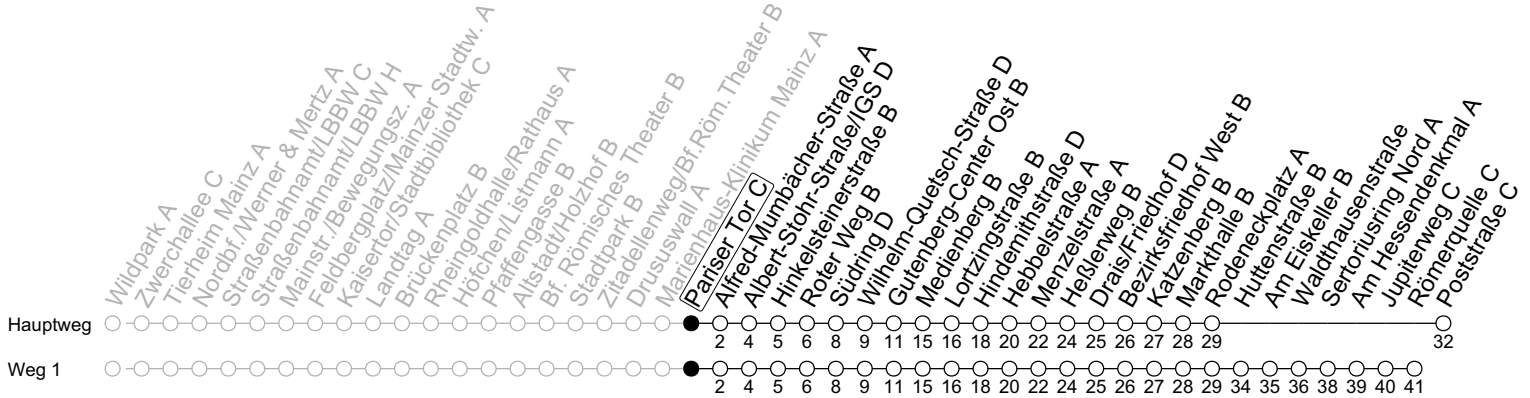 Wildpark A
Zwerchallee C
Tierheim Mainz A
Nordbf./Werner & Mertz A
Straßenbahnamt/LBBW C
Straßenbahnamt/LBBW H
Mainstr./Bewegungsz. A
Feldbergplatz/Mainzer Stadtw. A
Kaisertor/Stadtbibliothek C
Landtag A
Brückenplatz B
Rheingoldhalle/Rathaus A
Höfchen/Listmann A
Pfaffengasse B
Altstadt/Holzhof B
Bf. Römisches Theater B
Stadtpark B
Zitadellenweg/Bf.Röm.Theater B
Drususwall A
Marienhaus-Klinikum Mainz A
Pariser Tor C
Alfred-Mumbächer-Straße A
Albert-Stohr-Straße/IGS D
Hinkelsteinerstraße B
Roter Weg B
Südring D
Wilhelm-Quetsch-Straße D
Gutenberg-Center Ost B
Medienberg B
Lortzingstraße B
Hindemithstraße D
Hebbelstraße A
Menzelstraße A
Heßlerweg B
Drais/Friedhof D
Bezirksfriedhof West B
Katzenberg B
Markthalle B
Rodeneckplatz A
Huttenstraße B
Am Eiskeller B
Waldthausenstraße
Sertoriusring Nord A
Am Hessendenkmal A
Jupiterweg C
Römerquelle C
Poststraße C
Hauptweg
2 4 5 6 8 9 11 15 16 18 20 22 24 25 26 27 28 29 32
Weg 1
2 4 5 6 8 9 11 15 16 18 20 22 24 25 26 27 28 29 34 35 36 38 39 40 41